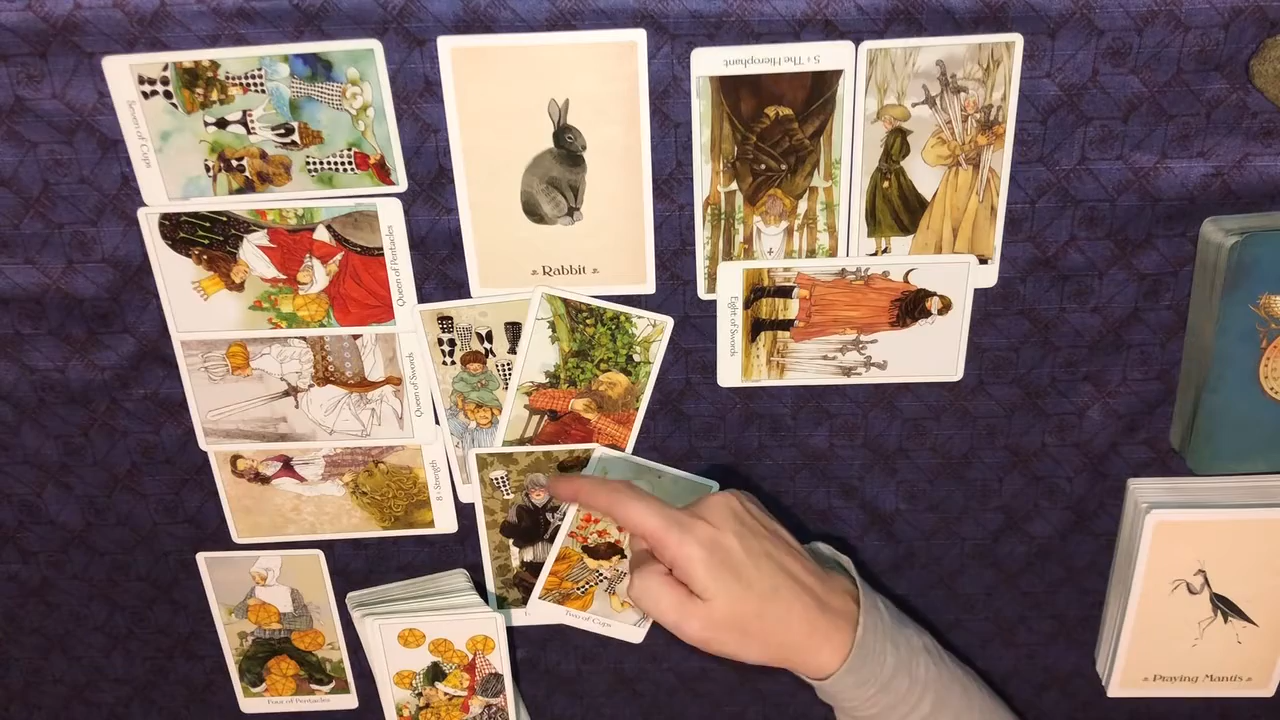 Seven of Cups
Rabbit
5 The Hierophant
Queen of Pentacles
Eight of Swords
Queen of Swords
8 Strength
Two of Cups
Four of Pentacles
Praying Mantis